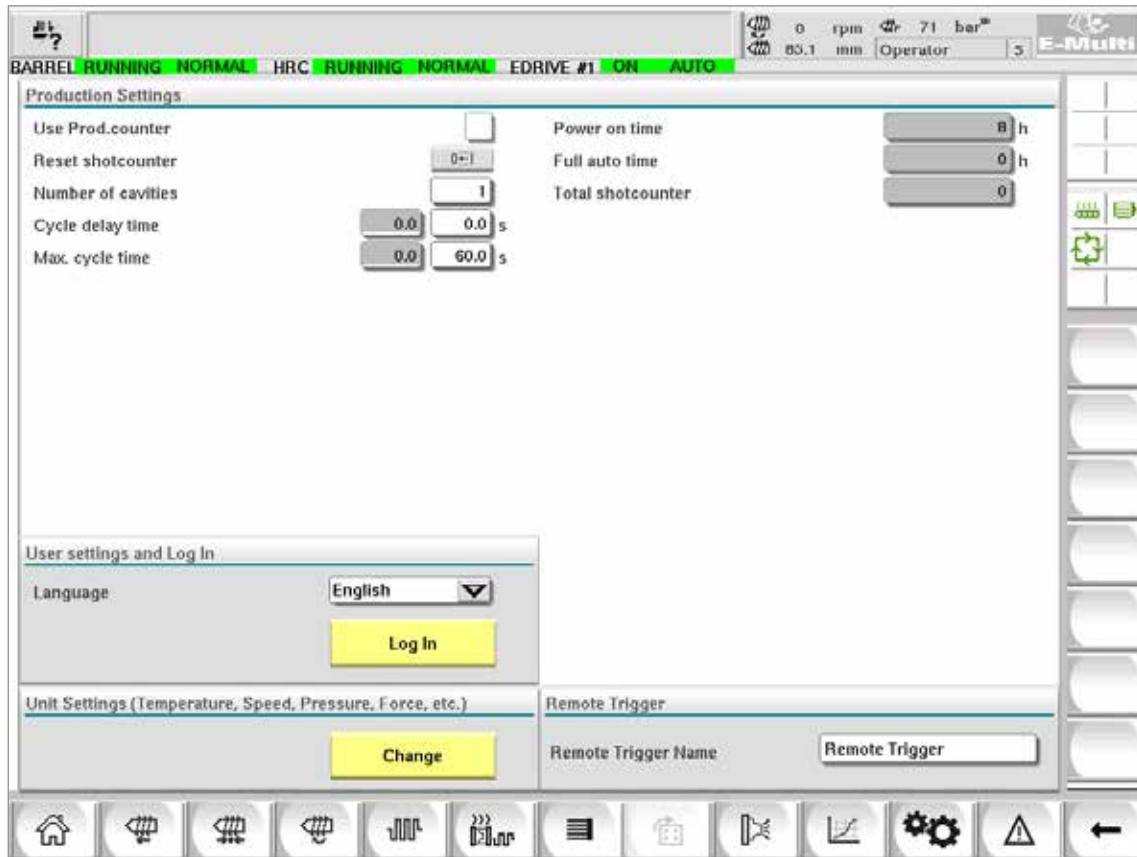 0 rpm 71 bar
85.1 mm Operator 5 E-Multi
BARREL RUNNING NORMAL HRC RUNNING NORMAL EDRIVE #1 ON AUTO
Production Settings
Use Prod.counter
Power on time 8 h
Reset shotcounter
Full auto time 0 h
Number of cavities 1
Total shotcounter 0
Cycle delay time 0.0 0.0 s
Max. cycle time 0.0 60.0 s
User settings and Log In
Language English
Log In
Unit Settings (Temperature, Speed, Pressure, Force, etc.)
Change
Remote Trigger
Remote Trigger Name Remote Trigger